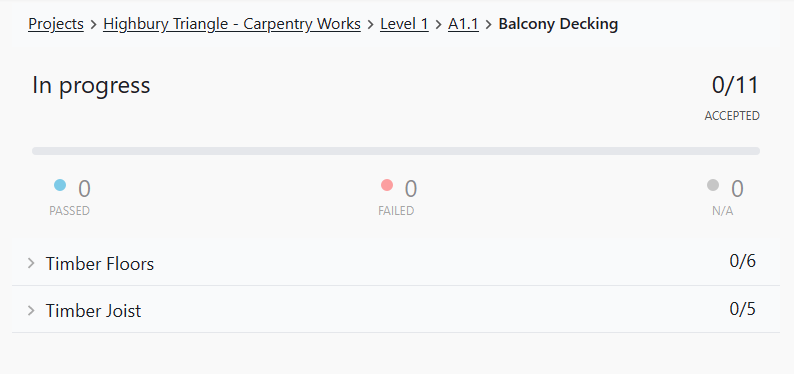 Projects > Highbury Triangle - Carpentry Works > Level 1 > A1.1 > Balcony Decking
In progress 0/11
ACCEPTED
0 0 0
PASSED FAILED N/A
> Timber Floors 0/6
> Timber Joist 0/5